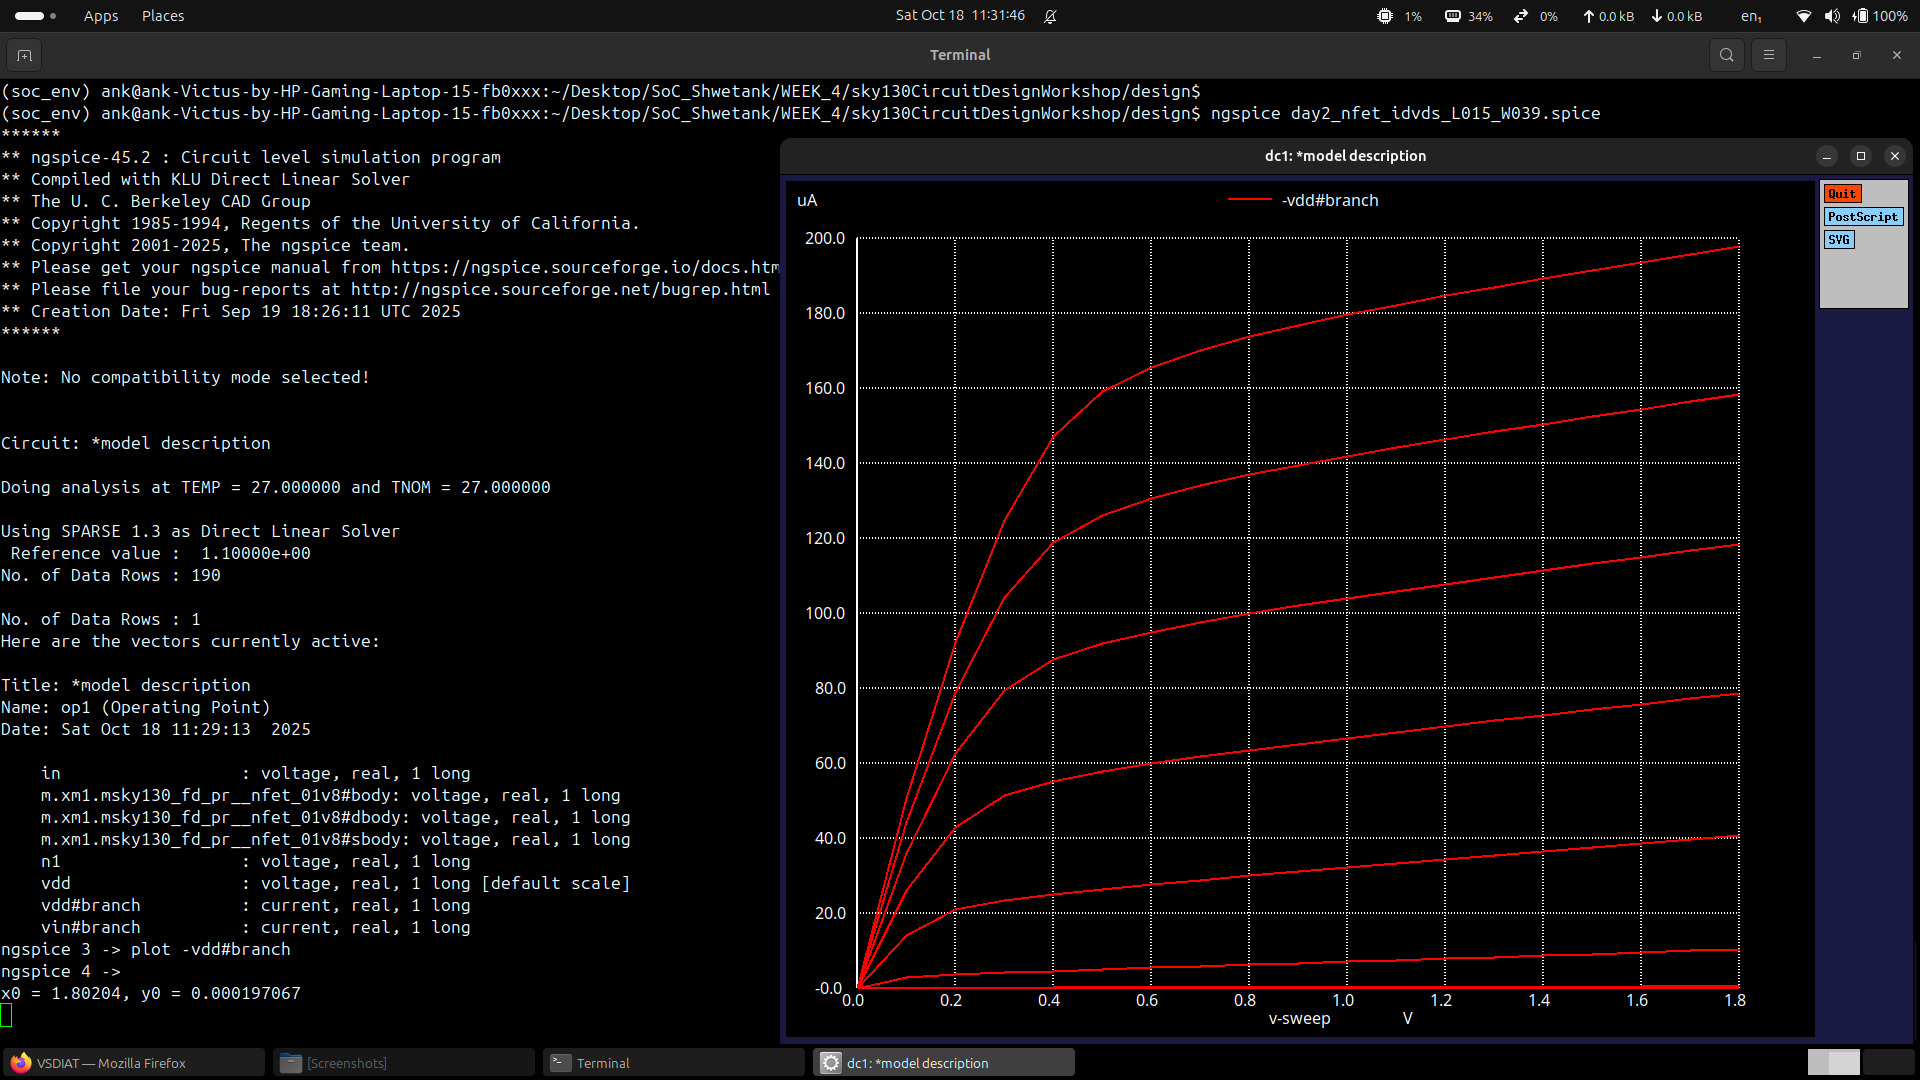 Apps Places Sat Oct 18 11:31:46 1% 34% 0% 0.0 kB 0.0 kB en₁ 100%
Terminal
(soc_env) ank@ank-Victus-by-HP-Gaming-Laptop-15-fb0xxx:~/Desktop/SoC_Shwetank/WEEK_4/sky130CircuitDesignWorkshop/design$
(soc_env) ank@ank-Victus-by-HP-Gaming-Laptop-15-fb0xxx:~/Desktop/SoC_Shwetank/WEEK_4/sky130CircuitDesignWorkshop/design$ ngspice day2_nfet_idvds_L015_W039.spice
******
** ngspice-45.2 : Circuit level simulation program
** Compiled with KLU Direct Linear Solver
** The U. C. Berkeley CAD Group
** Copyright 1985-1994, Regents of the University of California.
** Copyright 2001-2025, The ngspice team.
** Please get your ngspice manual from https://ngspice.sourceforge.io/docs.htm
** Please file your bug-reports at http://ngspice.sourceforge.net/bugrep.html
** Creation Date: Fri Sep 19 18:26:11 UTC 2025
******
Note: No compatibility mode selected!
Circuit: *model description
Doing analysis at TEMP = 27.000000 and TNOM = 27.000000
Using SPARSE 1.3 as Direct Linear Solver
Reference value : 1.10000e+00
No. of Data Rows : 190
No. of Data Rows : 1
Here are the vectors currently active:
Title: *model description
Name: op1 (Operating Point)
Date: Sat Oct 18 11:29:13 2025
in : voltage, real, 1 long
m.xm1.msky130_fd_pr__nfet_01v8#body: voltage, real, 1 long
m.xm1.msky130_fd_pr__nfet_01v8#dbody: voltage, real, 1 long
m.xm1.msky130_fd_pr__nfet_01v8#sbody: voltage, real, 1 long
n1 : voltage, real, 1 long
vdd : voltage, real, 1 long [default scale]
vdd#branch : current, real, 1 long
vin#branch : current, real, 1 long
ngspice 3 -> plot -vdd#branch
ngspice 4 ->
x0 = 1.80204, y0 = 0.000197067
dc1: *model description
uA
-vdd#branch
Quit
PostScript
SVG
200.0
180.0
160.0
140.0
120.0
100.0
80.0
60.0
40.0
20.0
-0.0
0.0 0.2 0.4 0.6 0.8 1.0 1.2 1.4 1.6 1.8
v-sweep V
VSDIAT — Mozilla Firefox [Screenshots] Terminal dc1: *model description